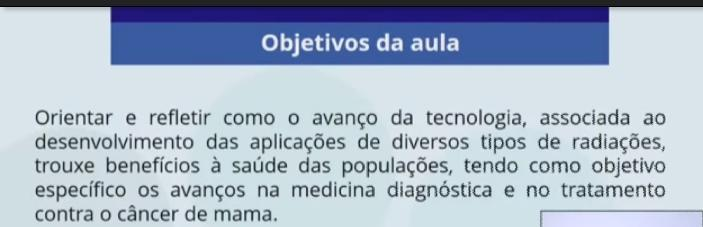 Objetivos da aula
Orientar e refletir como o avanço da tecnologia, associada ao
desenvolvimento das aplicações de diversos tipos de radiações,
trouxe benefícios à saúde das populações, tendo como objetivo
específico os avanços na medicina diagnóstica e no tratamento
contra o câncer de mama.